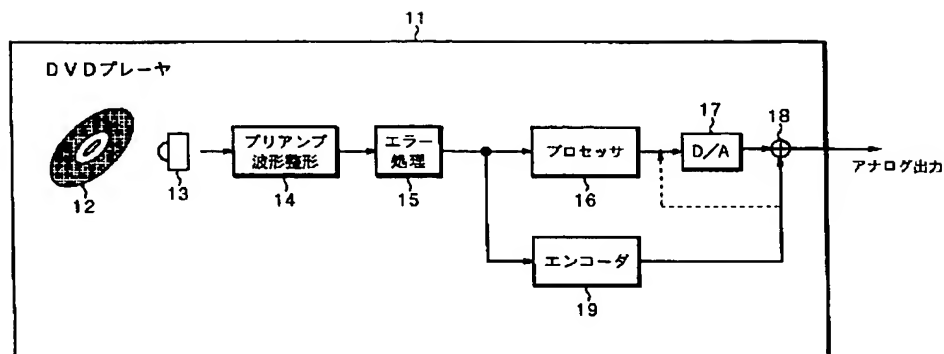 11
DVDプレーヤ
12
13
プリアンプ
波形整形
14
エラー
処理
15
プロセッサ
16
17
D/A
18
アナログ出力
エンコーダ
19